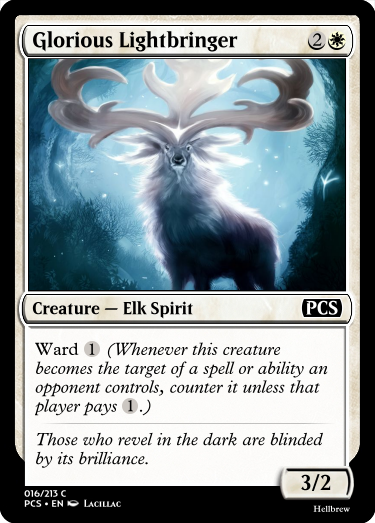 Glorious Lightbringer 2
Creature — Elk Spirit PCS
Ward 1 (Whenever this creature
becomes the target of a spell or ability an
opponent controls, counter it unless that
player pays 1.)
Those who revel in the dark are blinded
by its brilliance.
3/2
016/213 C
PCS • EN Lacillac
Hellbrew